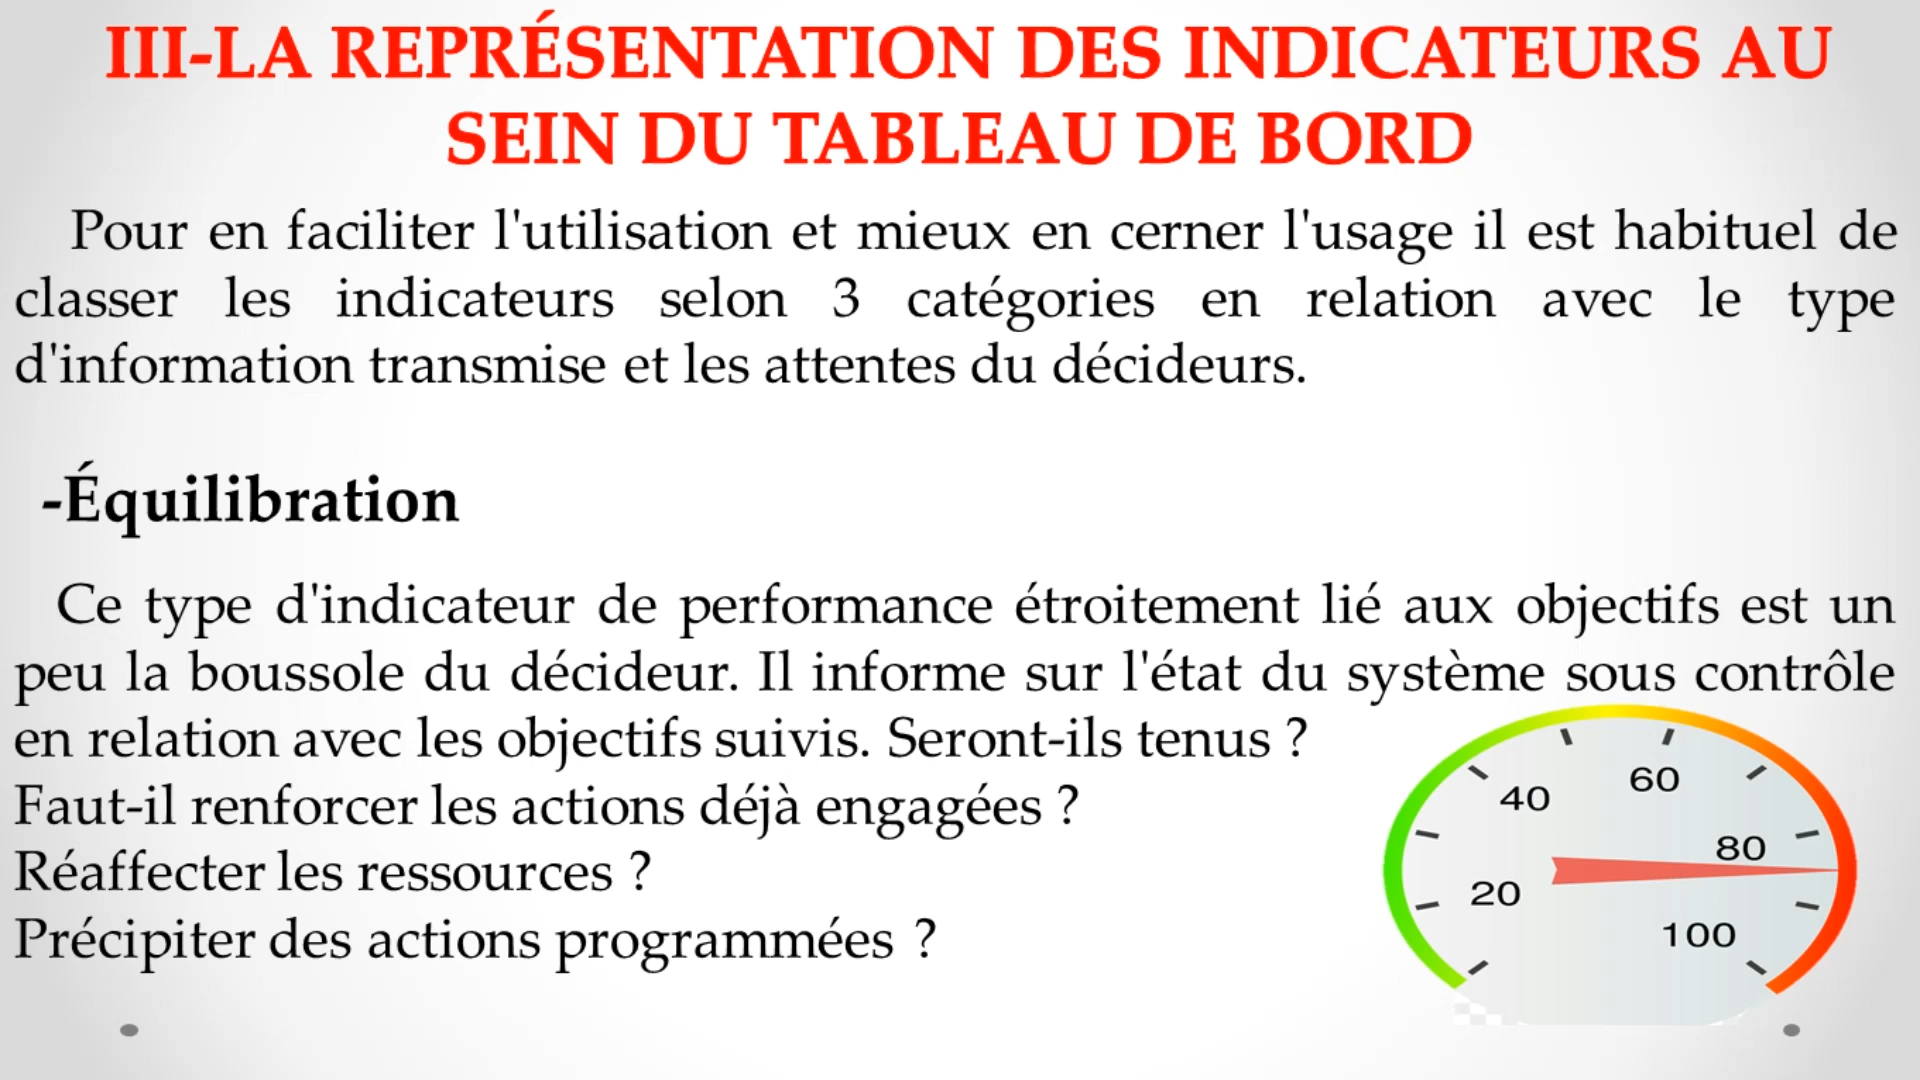 III-LA REPRÉSENTATION DES INDICATEURS AU
SEIN DU TABLEAU DE BORD
Pour en faciliter l'utilisation et mieux en cerner l'usage il est habituel de
classer les indicateurs selon 3 catégories en relation avec le type
d'information transmise et les attentes du décideurs.
-Équilibration
Ce type d'indicateur de performance étroitement lié aux objectifs est un
peu la boussole du décideur. Il informe sur l'état du système sous contrôle
en relation avec les objectifs suivis. Seront-ils tenus ?
Faut-il renforcer les actions déjà engagées ?
Réaffecter les ressources ?
Précipiter des actions programmées ?
20
40
60
80
100